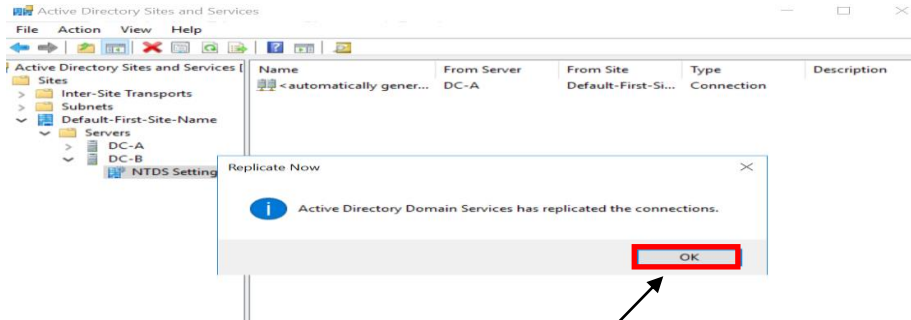 Active Directory Sites and Services
File Action View Help
Active Directory Sites and Services [
Sites
Inter-Site Transports
Subnets
Default-First-Site-Name
Servers
DC-A
DC-B
NTDS Setting
Name From Server From Site Type Description
<automatically gener... DC-A Default-First-Si... Connection
Replicate Now
Active Directory Domain Services has replicated the connections.
OK